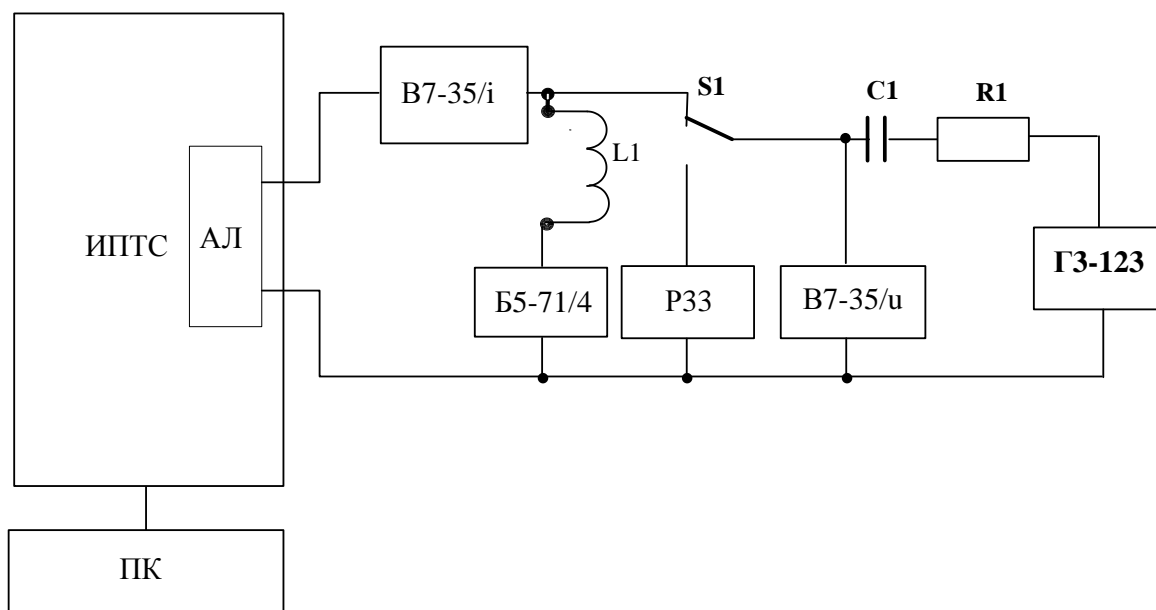 В7-35/i
S1
C1
R1
L1
ИПТС
АЛ
Б5-71/4
Р33
В7-35/u
Г3-123
ПК